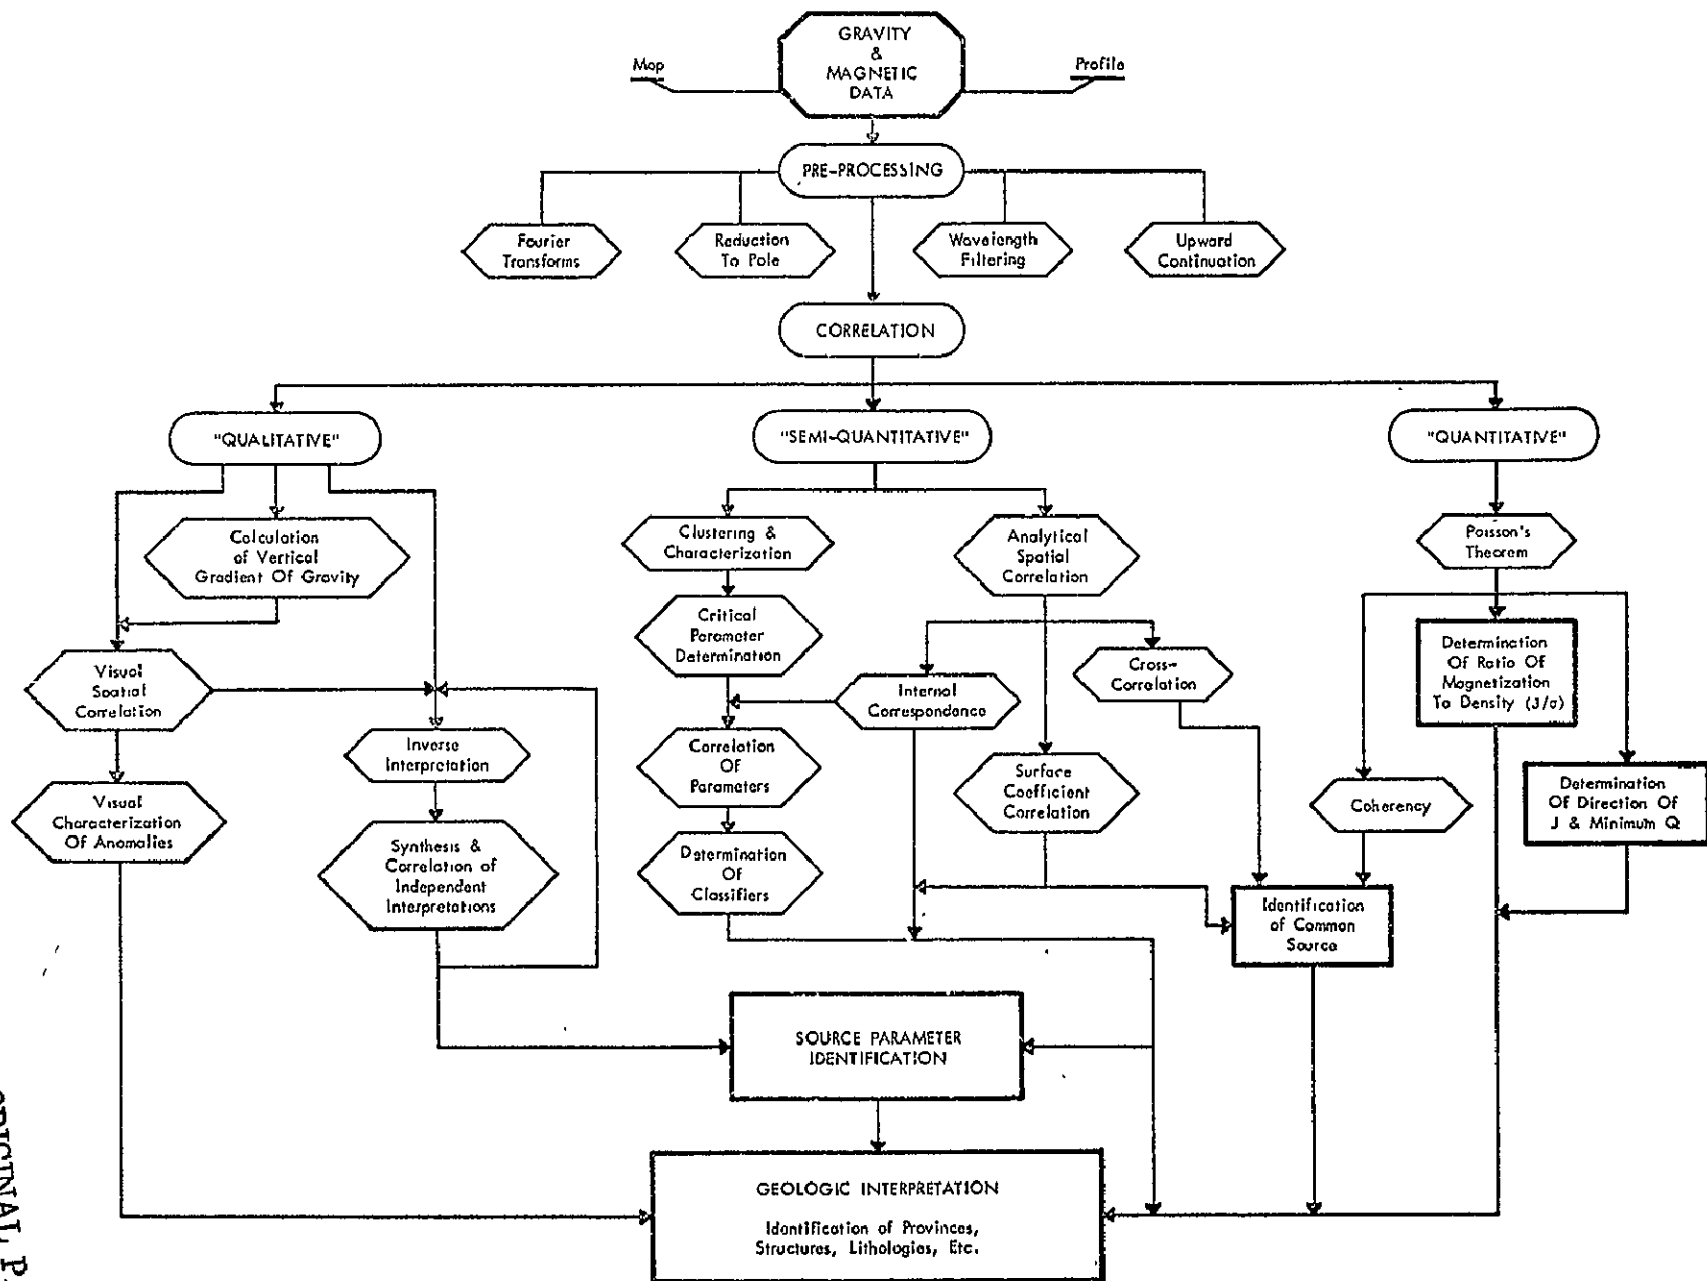 GRAVITY
&
MAGNETIC
DATA
Map
Profile
PRE-PROCESSING
Fourier
Transforms
Reduction
To Pole
Wavelength
Filtering
Upward
Continuation
CORRELATION
"QUALITATIVE"
"SEMI-QUANTITATIVE"
"QUANTITATIVE"
Calculation
of Vertical
Gradient Of Gravity
Clustering &
Characterization
Analytical
Spatial
Correlation
Poisson's
Theorem
Critical
Parameter
Determination
Visual
Spatial
Correlation
Internal
Correspondence
Cross-
Correlation
Determination
Of Ratio Of
Magnetization
To Density (J/σ)
Inverse
Interpretation
Correlation
Of
Parameters
Surface
Coefficient
Correlation
Coherency
Determination
Of Direction Of
J & Minimum Q
Visual
Characterization
Of Anomalies
Synthesis &
Correlation of
Independent
Interpretations
Determination
Of
Classifiers
Identification
of Common
Source
SOURCE PARAMETER
IDENTIFICATION
GEOLOGIC INTERPRETATION
Identification of Provinces,
Structures, Lithologies, Etc.
ORIGINAL P